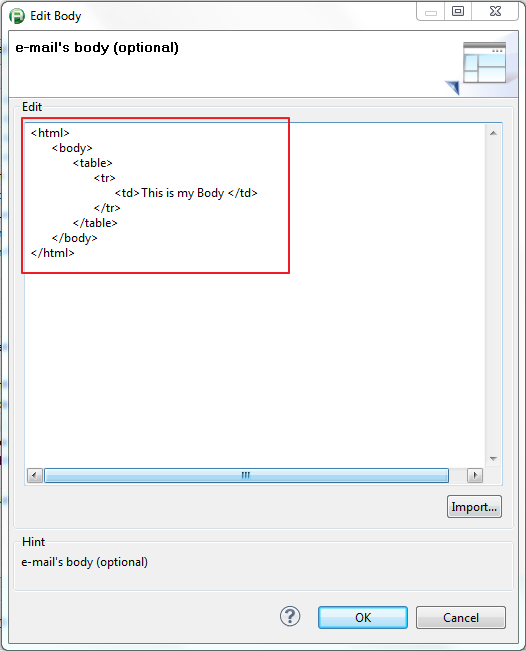 Edit Body
e-mail's body (optional)
Edit
<html>
<body>
<table>
<tr>
<td>This is my Body </td>
</tr>
</table>
</body>
</html>
Import...
Hint
e-mail's body (optional)
?
OK
Cancel